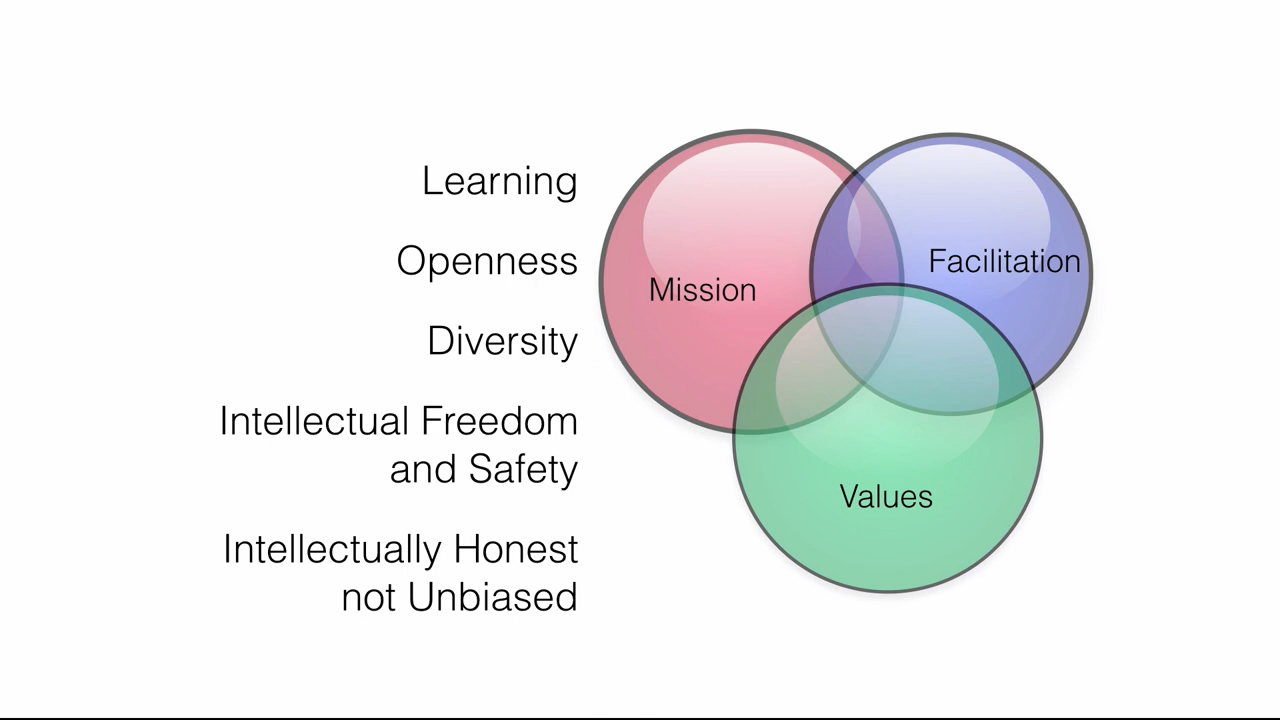 Learning
Openness
Diversity
Intellectual Freedom
and Safety
Intellectually Honest
not Unbiased
Mission
Facilitation
Values